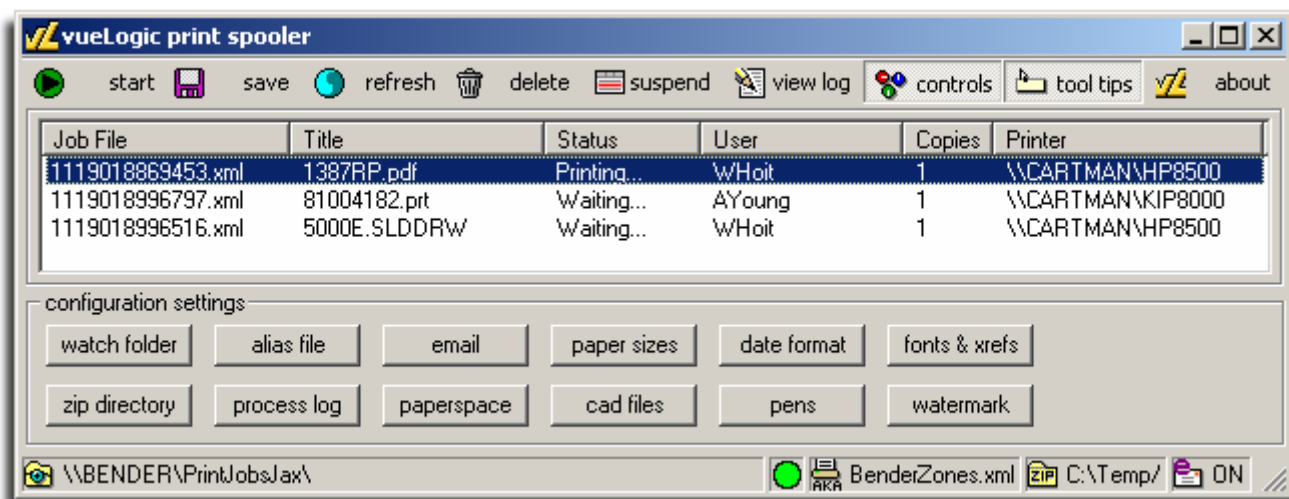 vueLogic print spooler
start save refresh delete suspend view log controls tool tips about
Job File Title Status User Copies Printer
1119018869453.xml 1387RP.pdf Printing... WHoit 1 \\CARTMAN\HP8500
1119018996797.xml 81004182.prt Waiting... AYoung 1 \\CARTMAN\KIP8000
1119018996516.xml 5000E.SLDDRW Waiting... WHoit 1 \\CARTMAN\HP8500
configuration settings
watch folder alias file email paper sizes date format fonts & xrefs
zip directory process log paperspace cad files pens watermark
\\BENDER\PrintJobsJax\ AKA BenderZones.xml ZIP C:\Temp/ ON